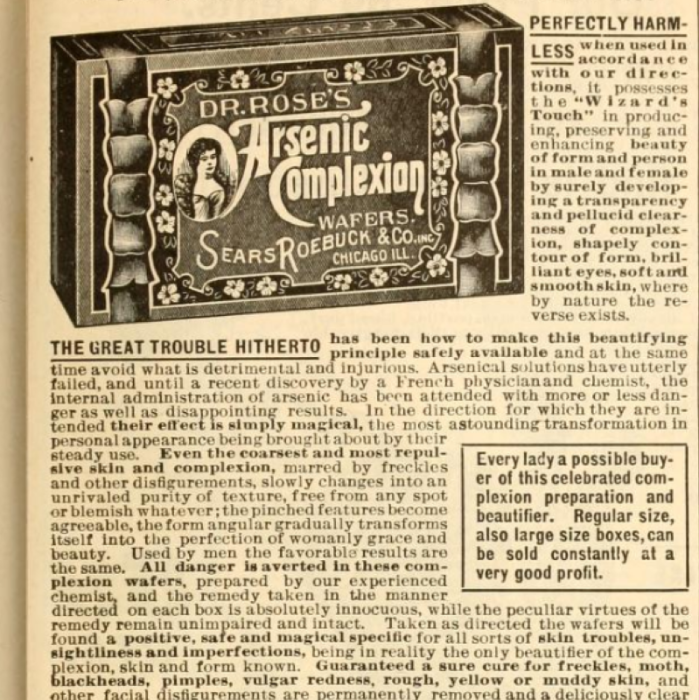 DR. ROSE'S
Arsenic
Complexion
WAFERS.
SEARS ROEBUCK & CO. INC
CHICAGO ILL.
PERFECTLY HARM-
LESS when used in
accordance
with our direc-
tions, it possesses
the "Wizard's
Touch" in produc-
ing, preserving and
enhancing beauty
of form and person
in male and female
by surely develop-
ing a transparency
and pellucid clear-
ness of complex-
ion, shapely con-
tour of form, bril-
liant eyes, soft and
smooth skin, where
by nature the re-
verse exists.
THE GREAT TROUBLE HITHERTO has been how to make this beautifying
principle safely available and at the same
time avoid what is detrimental and injurious. Arsenical solutions have utterly
failed, and until a recent discovery by a French physician and chemist, the
internal administration of arsenic has been attended with more or less dan-
ger as well as disappointing results. In the direction for which they are in-
tended their effect is simply magical, the most astounding transformation in
personal appearance being brought about by their
steady use. Even the coarsest and most repul-
sive skin and complexion, marred by freckles
and other disfigurements, slowly changes into an
unrivaled purity of texture, free from any spot
or blemish whatever; the pinched features become
agreeable, the form angular gradually transforms
itself into the perfection of womanly grace and
beauty. Used by men the favorable results are
the same. All danger is averted in these com-
plexion wafers, prepared by our experienced
chemist, and the remedy taken in the manner
directed on each box is absolutely innocuous, while the peculiar virtues of the
remedy remain unimpaired and intact. Taken as directed the wafers will be
found a positive, safe and magical specific for all sorts of skin troubles, un-
sightliness and imperfections, being in reality the only beautifier of the com-
plexion, skin and form known. Guaranteed a sure cure for freckles, moth,
blackheads, pimples, vulgar redness, rough, yellow or muddy skin, and
other facial disfigurements are permanently removed and a deliciously clear
Every lady a possible buy-
er of this celebrated com-
plexion preparation and
beautifier. Regular size,
also large size boxes, can
be sold constantly at a
very good profit.